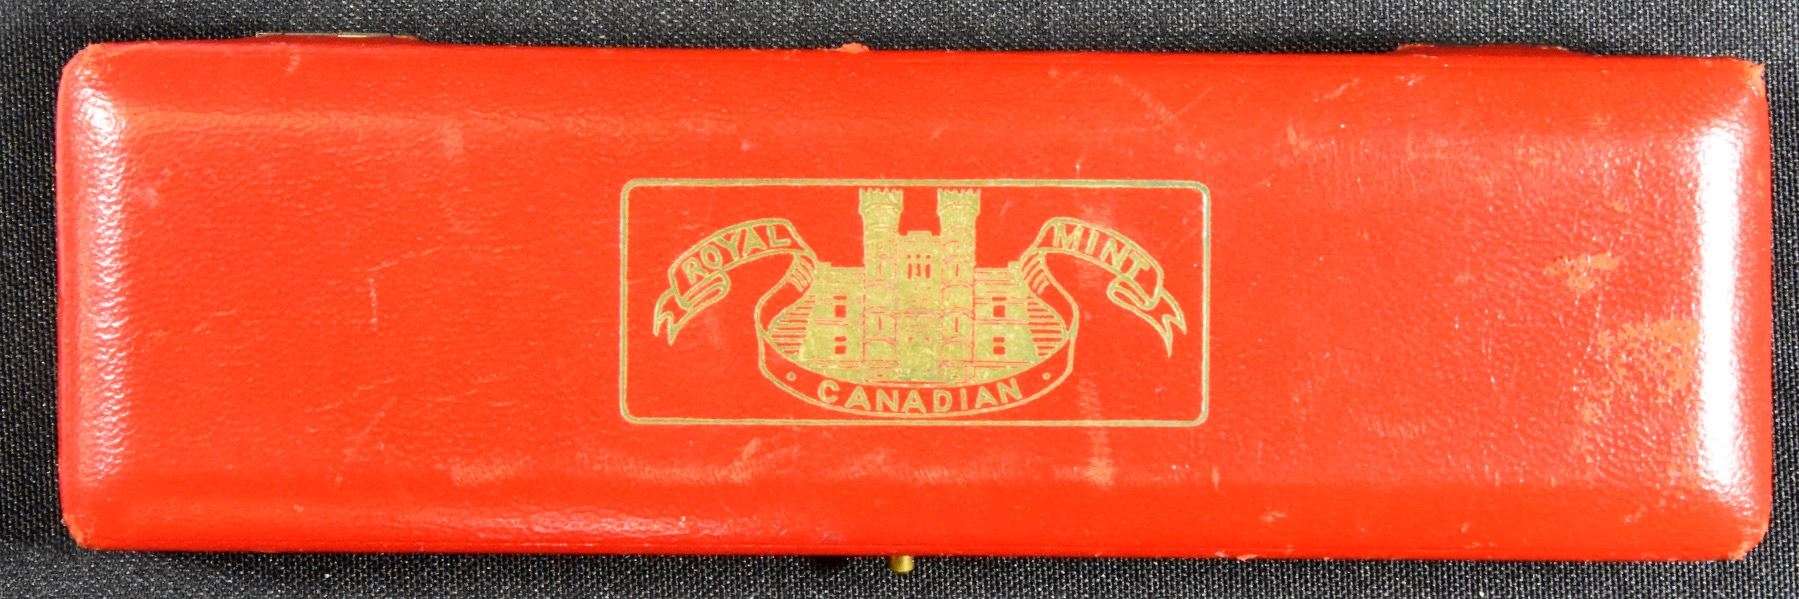 ROYAL
MINT
· CANADIAN ·